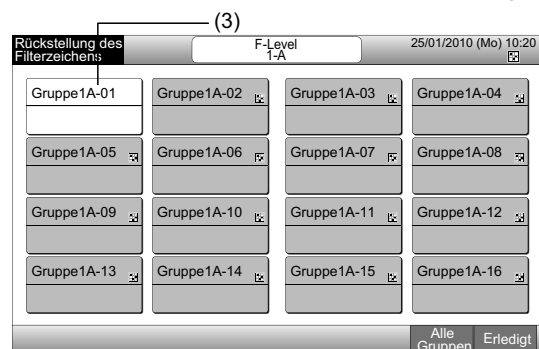 (3)
Rückstellung des
Filterzeichens
F-Level
1-A
25/01/2010 (Mo) 10:20
Gruppe1A-01 Gruppe1A-02 Gruppe1A-03 Gruppe1A-04
Gruppe1A-05 Gruppe1A-06 Gruppe1A-07 Gruppe1A-08
Gruppe1A-09 Gruppe1A-10 Gruppe1A-11 Gruppe1A-12
Gruppe1A-13 Gruppe1A-14 Gruppe1A-15 Gruppe1A-16
Alle
Gruppen
Erledigt